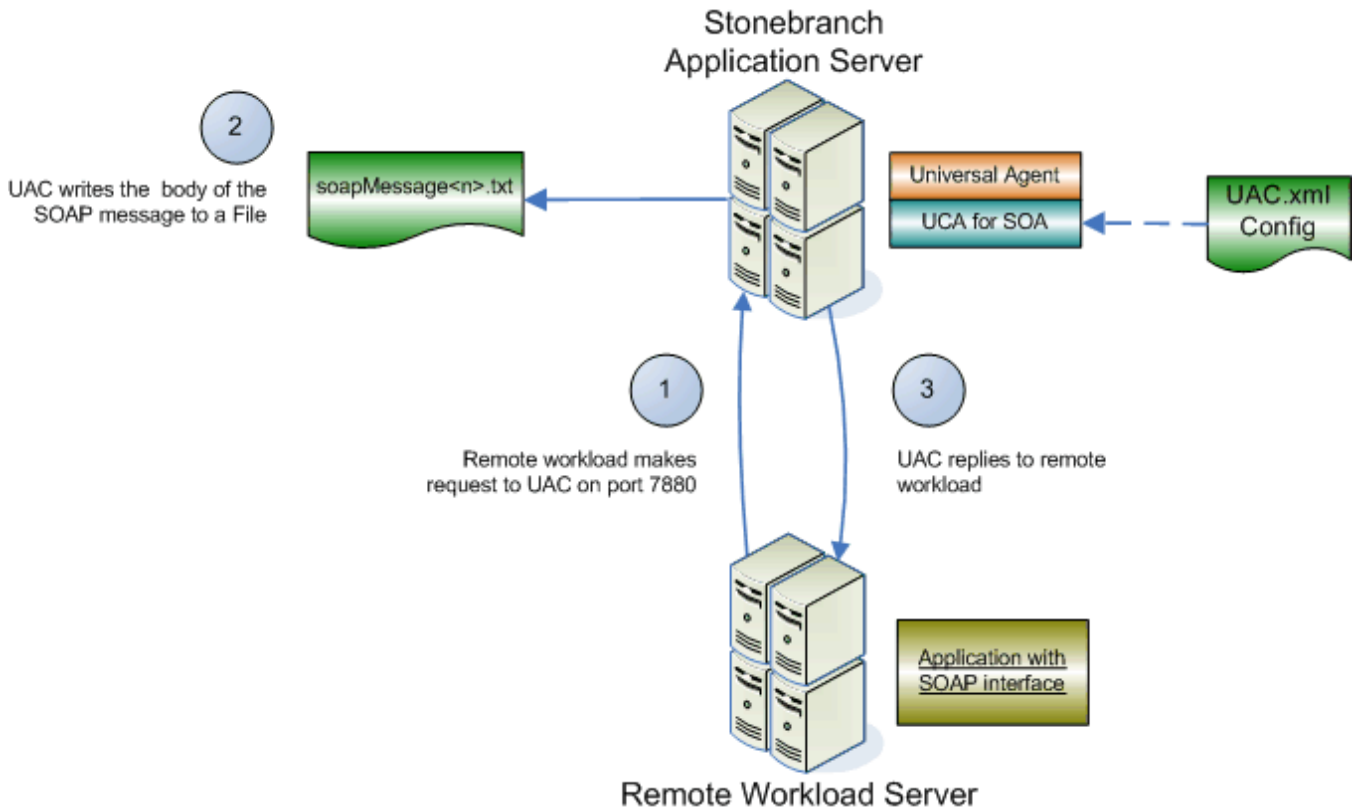 Stonebranch
Application Server
2
UAC writes the body of the
SOAP message to a File
soapMessage<n>.txt
Universal Agent
UCA for SOA
UAC.xml
Config
1
Remote workload makes
request to UAC on port 7880
3
UAC replies to remote
workload
Application with
SOAP interface
Remote Workload Server